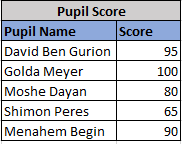 Pupil Score
Pupil Name Score
David Ben Gurion 95
Golda Meyer 100
Moshe Dayan 80
Shimon Peres 65
Menahem Begin 90